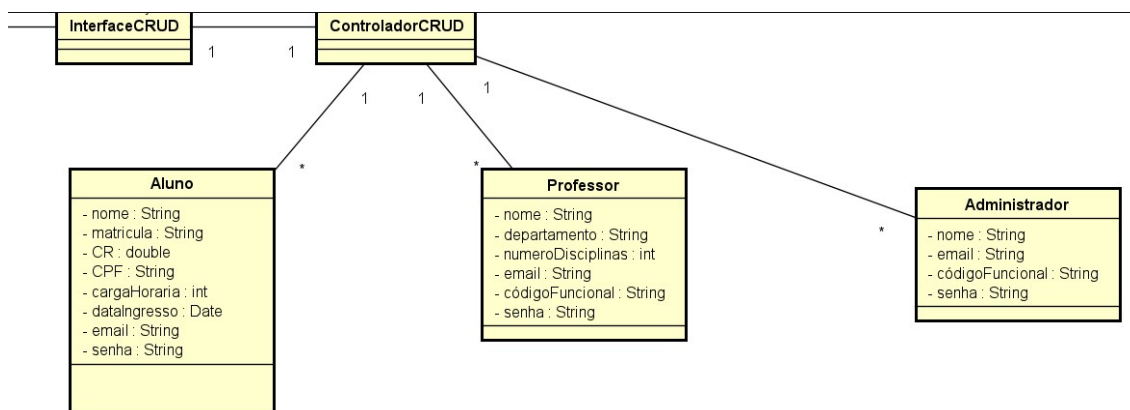 InterfaceCRUD
ControladorCRUD
1
1
1
1
1
*
*
*
Aluno
- nome : String
- matricula : String
- CR : double
- CPF : String
- cargaHoraria : int
- dataIngresso : Date
- email : String
- senha : String
Professor
- nome : String
- departamento : String
- numeroDisciplinas : int
- email : String
- códigoFuncional : String
- senha : String
Administrador
- nome : String
- email : String
- códigoFuncional : String
- senha : String